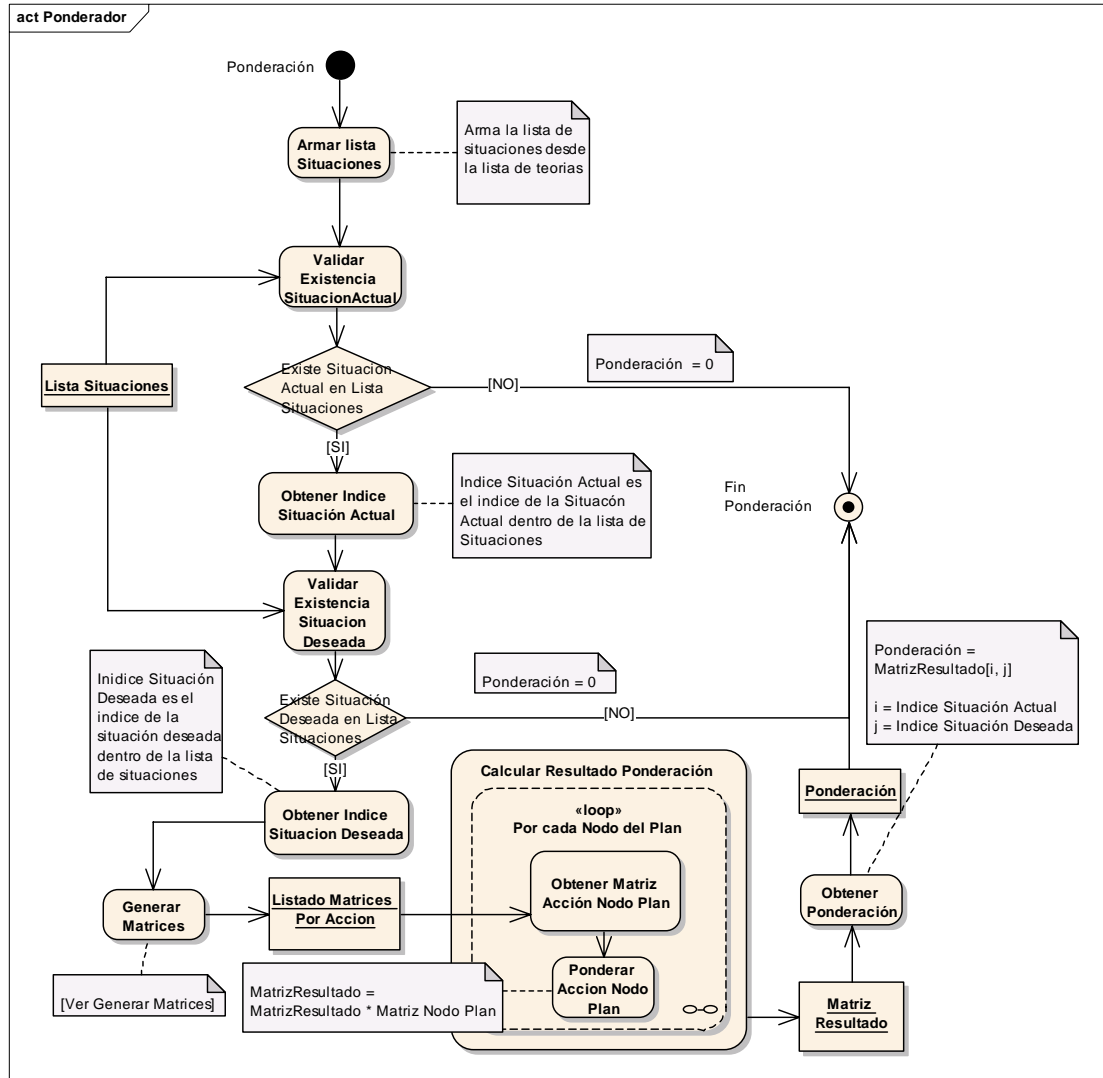 act Ponderador
Ponderación
Armar lista
Situaciones
Arma la lista de
situaciones desde
la lista de teorias
Validar
Existencia
SituacionActual
Lista Situaciones
Existe Situacion
Actual en Lista
Situaciones
[NO]
Ponderación = 0
[SI]
Obtener Indice
Situación Actual
Indice Situación Actual es
el indice de la Situacón
Actual dentro de la lista de
Situaciones
Fin
Ponderación
Validar
Existencia
Situacion
Deseada
Inidice Situación
Deseada es el
indice de la
situación deseada
dentro de la lista
de situaciones
Existe Situación
Deseada en Lista
Situaciones
Ponderación = 0
[NO]
[SI]
Ponderación =
MatrizResultado[i, j]
i = Indice Situación Actual
j = Indice Situación Deseada
Obtener Indice
Situacion Deseada
Calcular Resultado Ponderación
«loop»
Por cada Nodo del Plan
Ponderación
Generar
Matrices
Listado Matrices
Por Accion
Obtener Matriz
Acción Nodo Plan
Obtener
Ponderación
[Ver Generar Matrices]
MatrizResultado =
MatrizResultado * Matriz Nodo Plan
Ponderar
Accion Nodo
Plan
Matriz
Resultado